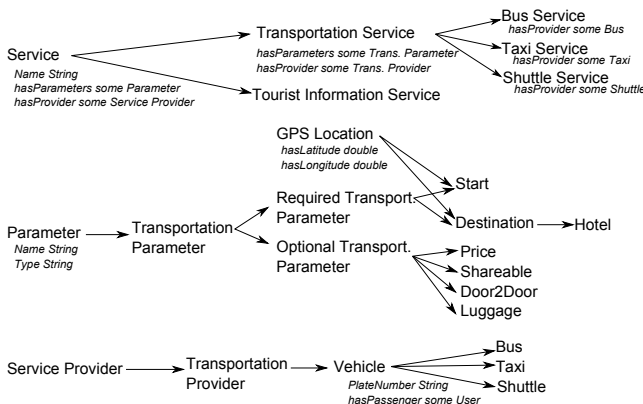 Service
Name String
hasParameters some Parameter
hasProvider some Service Provider
Transportation Service
hasParameters some Trans. Parameter
hasProvider some Trans. Provider
Tourist Information Service
Bus Service
hasProvider some Bus
Taxi Service
hasProvider some Taxi
Shuttle Service
hasProvider some Shuttle
GPS Location
hasLatitude double
hasLongitude double
Parameter
Name String
Type String
Transportation
Parameter
Required Transport.
Parameter
Optional Transport.
Parameter
Start
Destination
Hotel
Price
Shareable
Door2Door
Luggage
Service Provider
Transportation
Provider
Vehicle
PlateNumber String
hasPassenger some User
Bus
Taxi
Shuttle